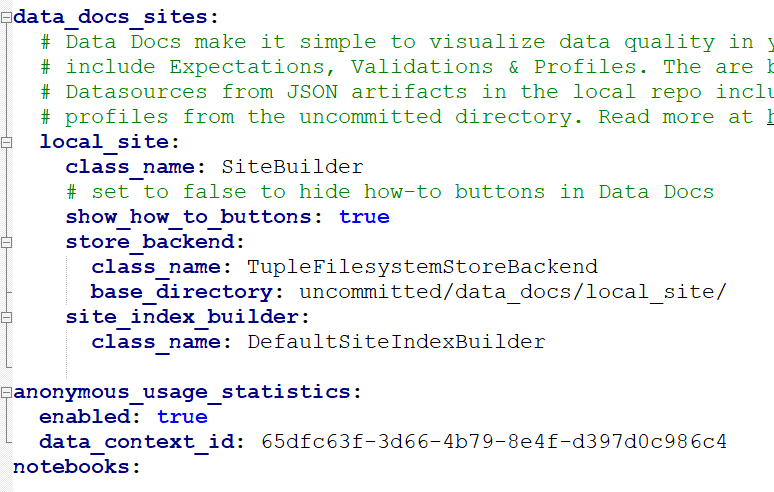 data_docs_sites:
# Data Docs make it simple to visualize data quality in
# include Expectations, Validations & Profiles. The are
# Datasources from JSON artifacts in the local repo
# profiles from the uncommitted directory. Read more at
local_site:
class_name: SiteBuilder
# set to false to hide how-to buttons in Data Docs
show_how_to_buttons: true
store_backend:
class_name: TupleFilesystemStoreBackend
base_directory: uncommitted/data_docs/local_site/
site_index_builder:
class_name: DefaultSiteIndexBuilder
anonymous_usage_statistics:
enabled: true
data_context_id: 65dfc63f-3d66-4b79-8e4f-d397d0c986c4
notebooks: